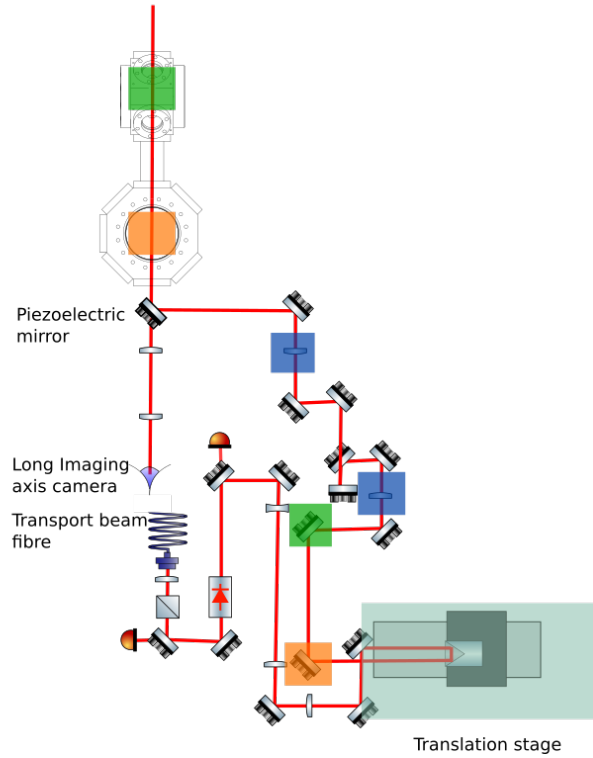 Piezoelectric
mirror
Long Imaging
axis camera
Transport beam
fibre
Translation stage